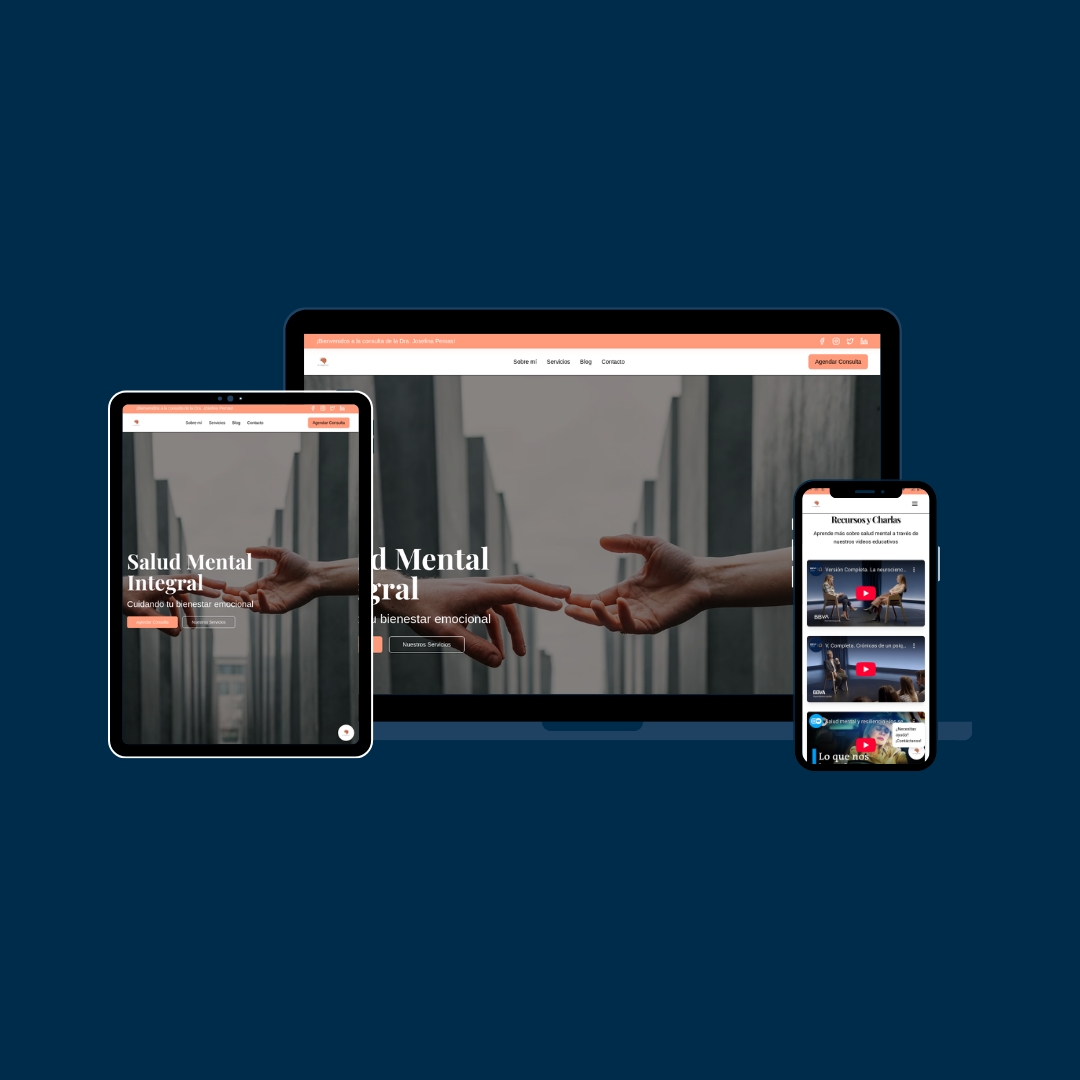 ¡Bienvenidos a la consulta de la Dra. Josefina Pessas!
Sobre mí Servicios Blog Contacto
Agendar Consulta
d Mental
gral
u bienestar emocional
Nuestros Servicios
¡Bienvenidos a la consulta de la Dra. Josefina
Sobre mí Servicios Blog Contacto
Agendar Consulta
Salud Mental
Integral
Cuidando tu bienestar emocional
Agendar Consulta
Nuestros Servicios
Recursos y Charlas
Aprende más sobre salud mental a través de
nuestros videos educativos
Versión Completa. La neurocienc...
BBVA
V. Completa. Crónicas de un psiq...
BBVA
Salud mental y resiliencia
¿Necesitas
ayuda?
¡Contáctanos!
Lo que nos